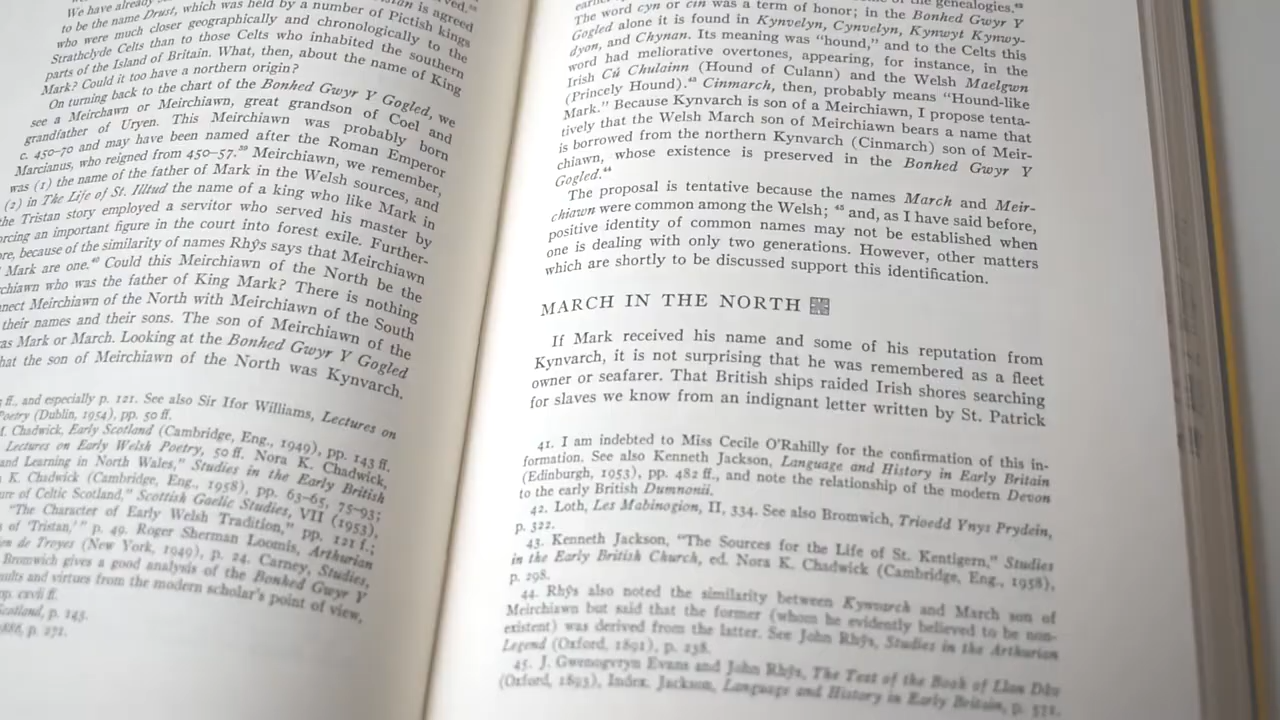 We have already
to be the name Drust, which was held by a number of Pictish kings
who were much closer geographically and chronologically to the
Strathclyde Celts than to those Celts who inhabited the southern
parts of the Island of Britain. What, then, about the name of King
Mark? Could it too have a northern origin?
On turning back to the chart of the Bonhed Gwyr Y Gogled, we
see a Meirchawn or Meirchiawn, great grandson of Coel and
grandfather of Uryen. This Meirchiawn was probably born
c. 450-70 and may have been named after the Roman Emperor
Marcianus, who reigned from 450-57.³⁹ Meirchiawn, we remember,
was (1) the name of the father of Mark in the Welsh sources, and
(2) in The Life of St. Illtud the name of a king who like Mark in
the Tristan story employed a servitor who served his master by
rcing an important figure in the court into forest exile. Further-
re, because of the similarity of names Rhŷs says that Meirchiawn
Mark are one.⁴⁰ Could this Meirchiawn of the North be the
chiawn who was the father of King Mark? There is nothing
nnect Meirchiawn of the North with Meirchiawn of the South
their names and their sons. The son of Meirchiawn of the
as Mark or March. Looking at the Bonhed Gwyr Y Gogled
hat the son of Meirchiawn of the North was Kynvarch.
ff., and especially p. 121. See also Sir Ifor Williams, Lectures on
Poetry (Dublin, 1954), pp. 50 ff.
Chadwick, Early Scotland (Cambridge, Eng., 1949), pp. 143 ff.
Lectures on Early Welsh Poetry, 50 ff. Nora K. Chadwick,
and Learning in North Wales," Studies in the Early British
K. Chadwick (Cambridge, Eng., 1958), pp. 63-65, 75-93;
ure of Celtic Scotland," Scottish Gaelic Studies, VII (1953),
"The Character of Early Welsh Tradition," pp. 121 f.;
of 'Tristan,'" p. 49. Roger Sherman Loomis, Arthurian
en de Troyes (New York, 1949), p. 24. Carney, Studies,
Bromwich gives a good analysis of the Bonhed Gwyr Y
ults and virtues from the modern scholar's point of view,
pp. cxvii ff.
Scotland, p. 143.
p. 271.
of the genealogies.
The word cyn or cin was a term of honor; in the Bonhed Gwyr Y
Gogled alone it is found in Kynvelyn, Cynvelyn, Kynwyt Kynwy-
dyon, and Chynan. Its meaning was "hound," and to the Celts this
word had meliorative overtones, appearing, for instance, in the
Irish Cú Chulainn (Hound of Culann) and the Welsh Maelgwn
(Princely Hound).⁴³ Cinmarch, then, probably means "Hound-like
Mark." Because Kynvarch is son of a Meirchiawn, I propose tenta-
tively that the Welsh March son of Meirchiawn bears a name that
is borrowed from the northern Kynvarch (Cinmarch) son of Meir-
chiawn, whose existence is preserved in the Bonhed Gwyr Y
Gogled.⁴⁴
The proposal is tentative because the names March and Meir-
chiawn were common among the Welsh; ⁴⁵ and, as I have said before,
positive identity of common names may not be established when
one is dealing with only two generations. However, other matters
which are shortly to be discussed support this identification.
MARCH IN THE NORTH
If Mark received his name and some of his reputation from
Kynvarch, it is not surprising that he was remembered as a fleet
owner or seafarer. That British ships raided Irish shores searching
for slaves we know from an indignant letter written by St. Patrick
41. I am indebted to Miss Cecile O'Rahilly for the confirmation of this in-
formation. See also Kenneth Jackson, Language and History in Early Britain
(Edinburgh, 1953), pp. 482 ff., and note the relationship of the modern Devon
to the early British Dumnonii.
42. Loth, Les Mabinogion, II, 334. See also Bromwich, Trioedd Ynys Prydein,
p. 322.
43. Kenneth Jackson, "The Sources for the Life of St. Kentigern," Studies
in the Early British Church, ed. Nora K. Chadwick (Cambridge, Eng., 1958),
p. 298.
44. Rhŷs also noted the similarity between Kynvarch and March son of
Meirchiawn but said that the former (whom he evidently believed to be non-
existent) was derived from the latter. See John Rhŷs, Studies in the Arthurian
Legend (Oxford, 1891), p. 238.
45. J. Gwenogvryn Evans and John Rhŷs, The Text of the Book of Llan Dâv
(Oxford, 1893), Index. Jackson, Language and History in Early Britain, p. 571.